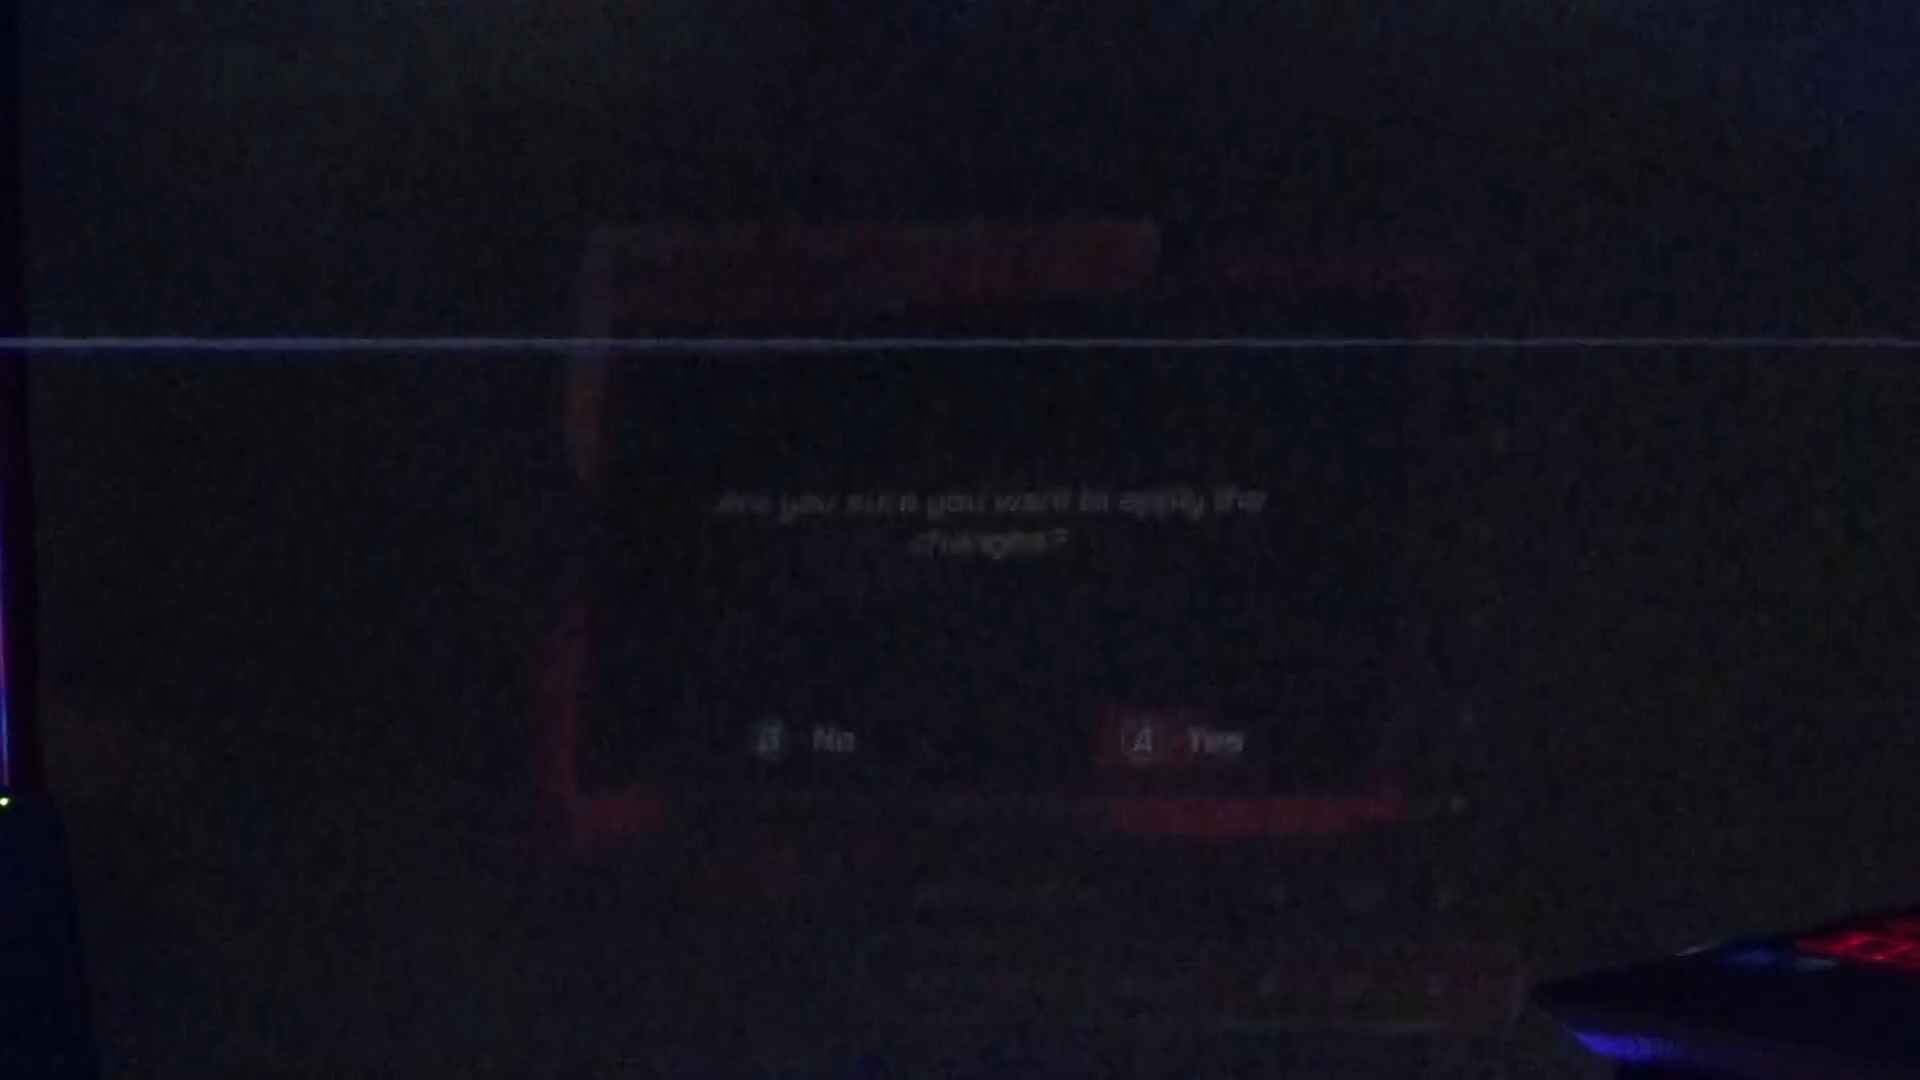 Are you sure you want to apply the
changes?
B No
A Yes